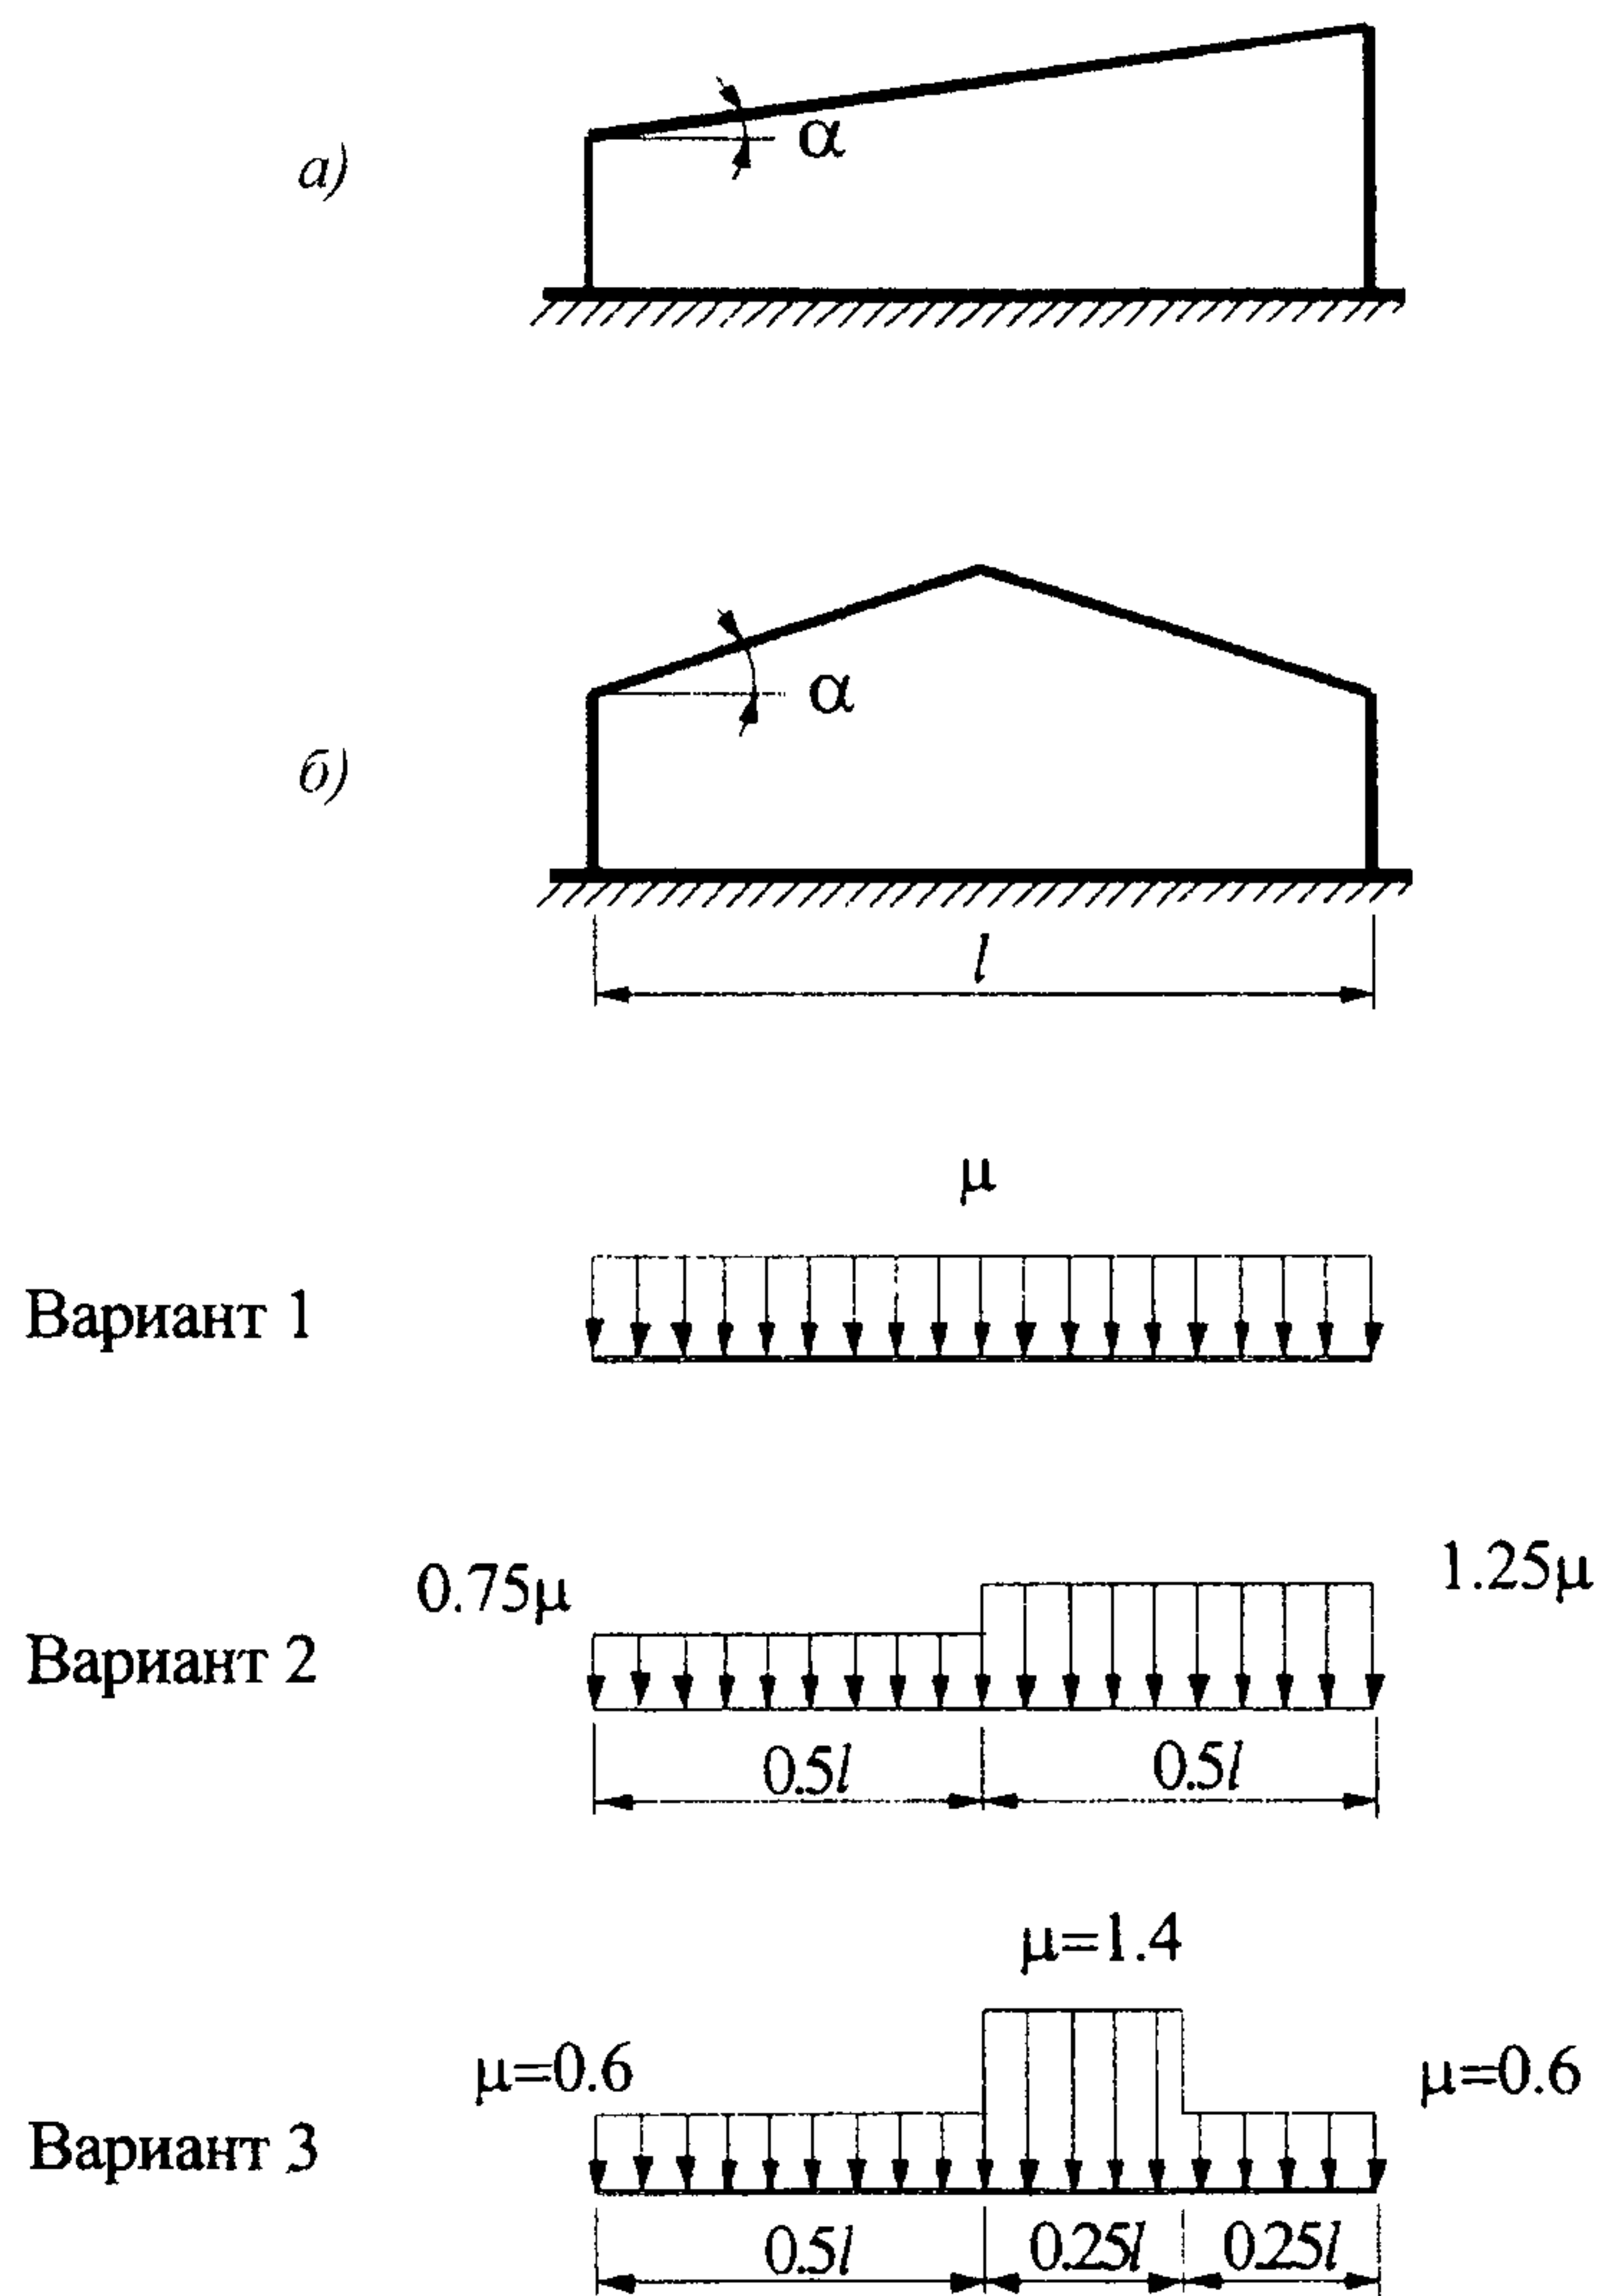 а)
α
б)
α
l
μ
Вариант 1
0.75μ
1.25μ
Вариант 2
0.5l
0.5l
μ=1.4
μ=0.6
μ=0.6
Вариант 3
0.5l
0.25l
0.25l